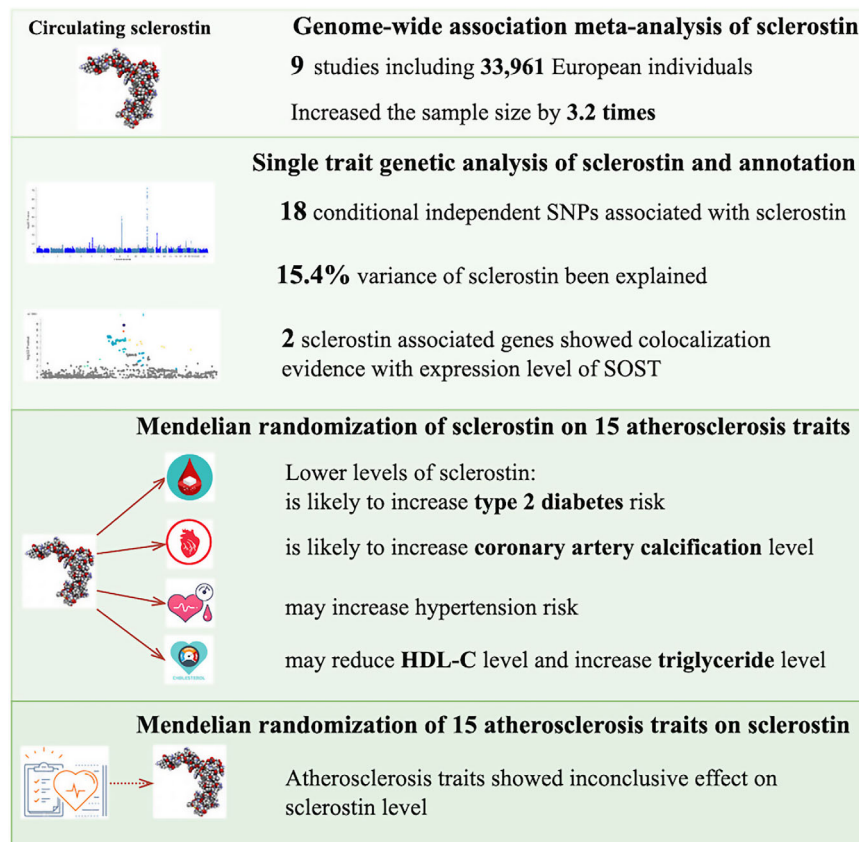 Circulating sclerostin
Genome-wide association meta-analysis of sclerostin
9 studies including 33,961 European individuals
Increased the sample size by 3.2 times
Single trait genetic analysis of sclerostin and annotation
18 conditional independent SNPs associated with sclerostin
15.4% variance of sclerostin been explained
2 sclerostin associated genes showed colocalization
evidence with expression level of SOST
Mendelian randomization of sclerostin on 15 atherosclerosis traits
Lower levels of sclerostin:
is likely to increase type 2 diabetes risk
is likely to increase coronary artery calcification level
may increase hypertension risk
may reduce HDL-C level and increase triglyceride level
CHOLESTEROL
Mendelian randomization of 15 atherosclerosis traits on sclerostin
Atherosclerosis traits showed inconclusive effect on
sclerostin level